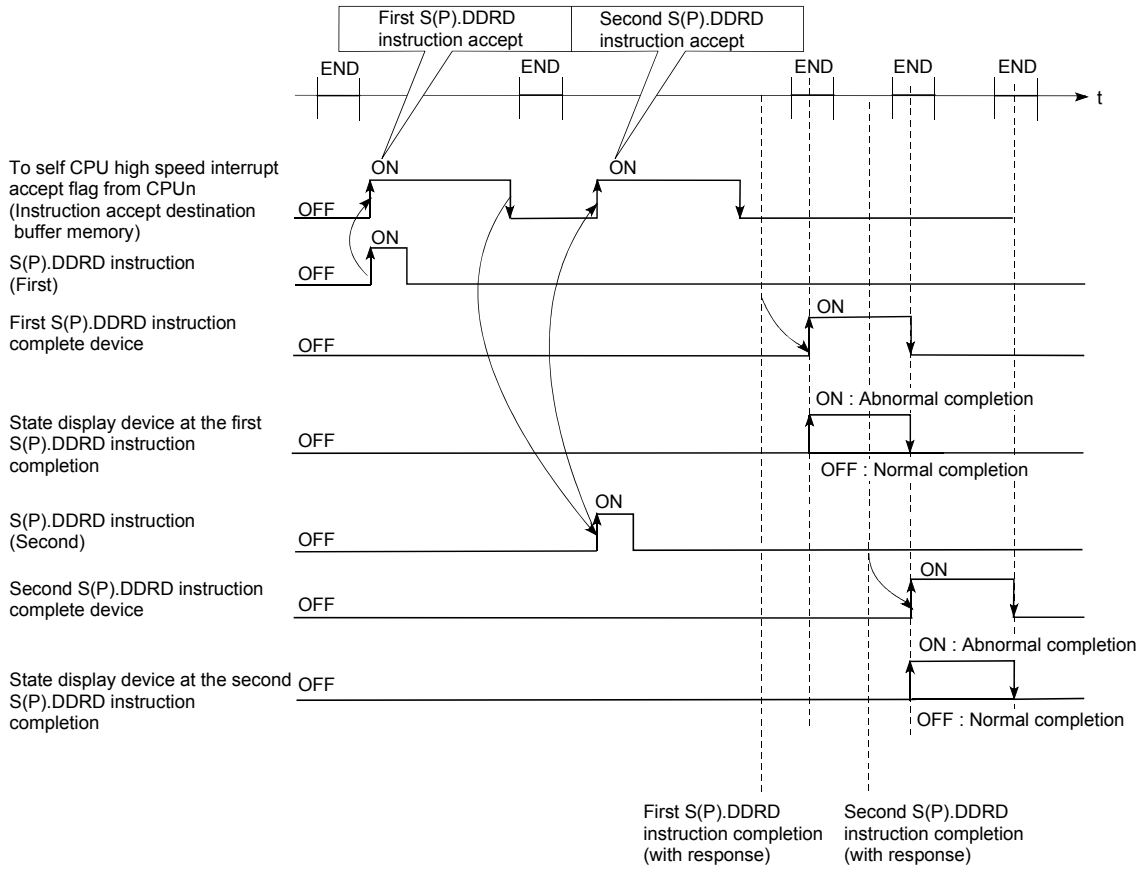 First S(P).DDRD
instruction accept
Second S(P).DDRD
instruction accept
END
END
END
END
END
t
To self CPU high speed interrupt
accept flag from CPUn
(Instruction accept destination
buffer memory)
OFF
ON
ON
S(P).DDRD instruction
(First)
OFF
ON
First S(P).DDRD instruction
complete device
OFF
ON
State display device at the first
S(P).DDRD instruction
completion
OFF
ON : Abnormal completion
OFF : Normal completion
S(P).DDRD instruction
(Second)
OFF
ON
Second S(P).DDRD instruction
complete device
OFF
ON
State display device at the second
S(P).DDRD instruction
completion
OFF
ON : Abnormal completion
OFF : Normal completion
First S(P).DDRD
instruction completion
(with response)
Second S(P).DDRD
instruction completion
(with response)